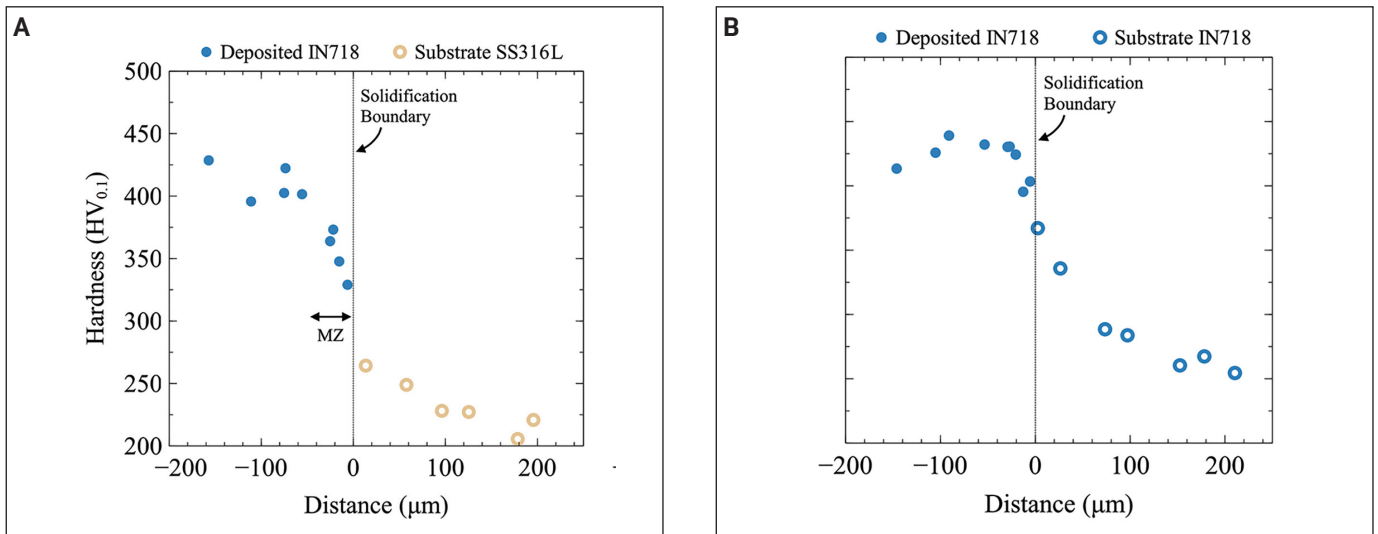 A
Deposited IN718 Substrate SS316L
500
450
400
350
300
250
200
Hardness (HV0.1)
Solidification
Boundary
MZ
−200 −100 0 100 200
Distance (μm)
B
Deposited IN718 Substrate IN718
Solidification
Boundary
−200 −100 0 100 200
Distance (μm)